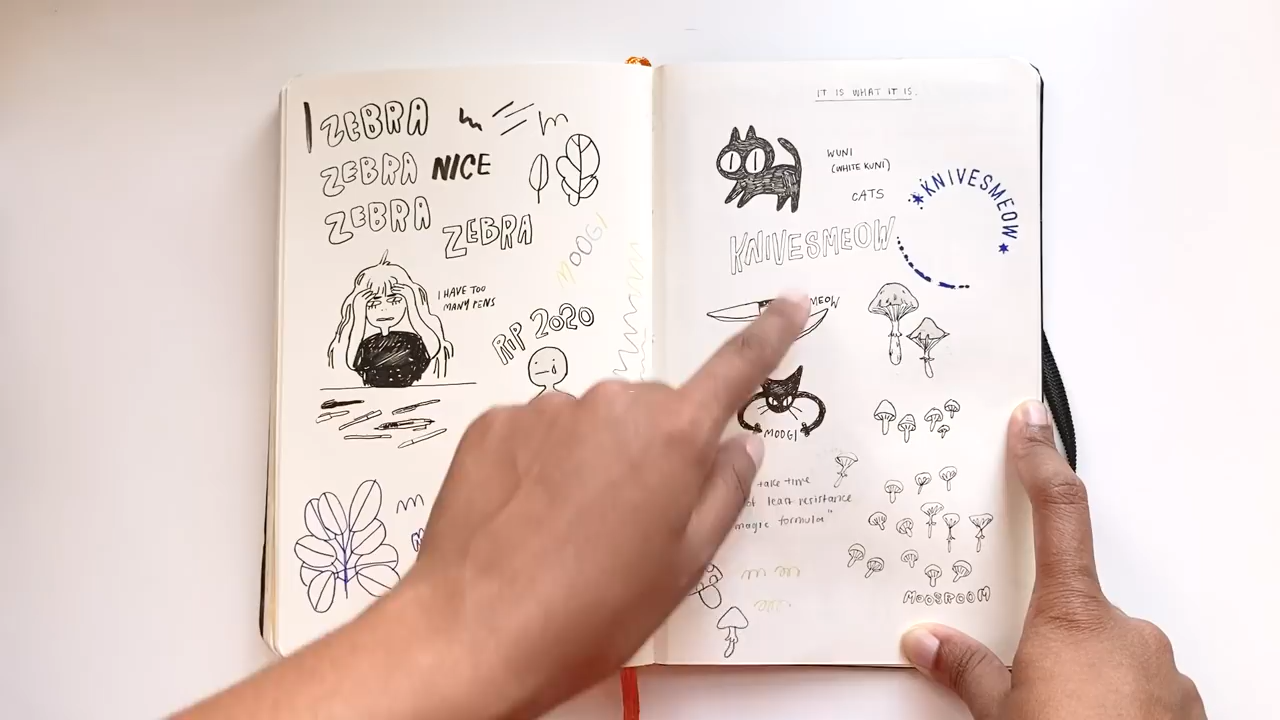 ZEBRA
ZEBRA NICE
ZEBRA
ZEBRA
MOOGI
I HAVE TOO
MANY PENS
RIP 2020
IT IS WHAT IT IS.
WUNI
(WHITE KUNI)
CATS
KNIVESMEOW
KNIVESMEOW
MEOW
MOOGI
take time
least resistance
magic formula"
MOOSROOM